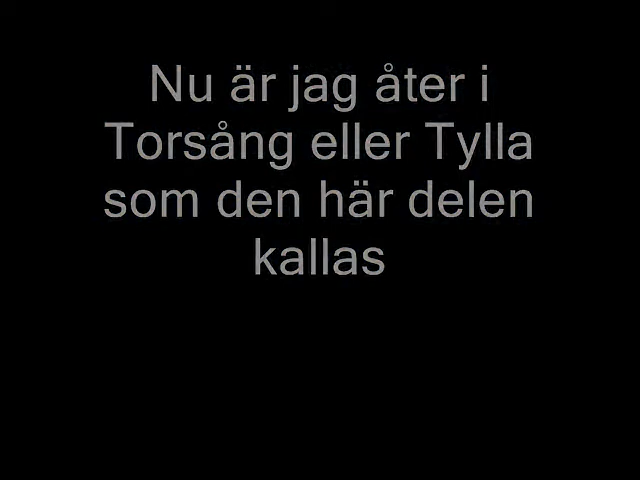 Nu är jag åter i
Torsång eller Tylla
som den här delen
kallas